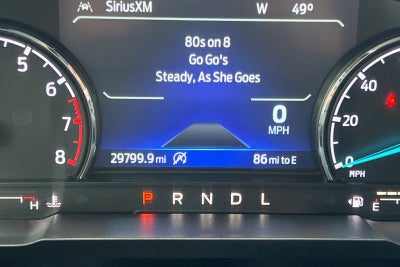 SiriusXM W 49°
80s on 8
Go Go's
Steady, As She Goes
5
6
7
8
0
MPH
40
20
0
MPH
29799.9 mi
86 mi to E
H P R N D L E